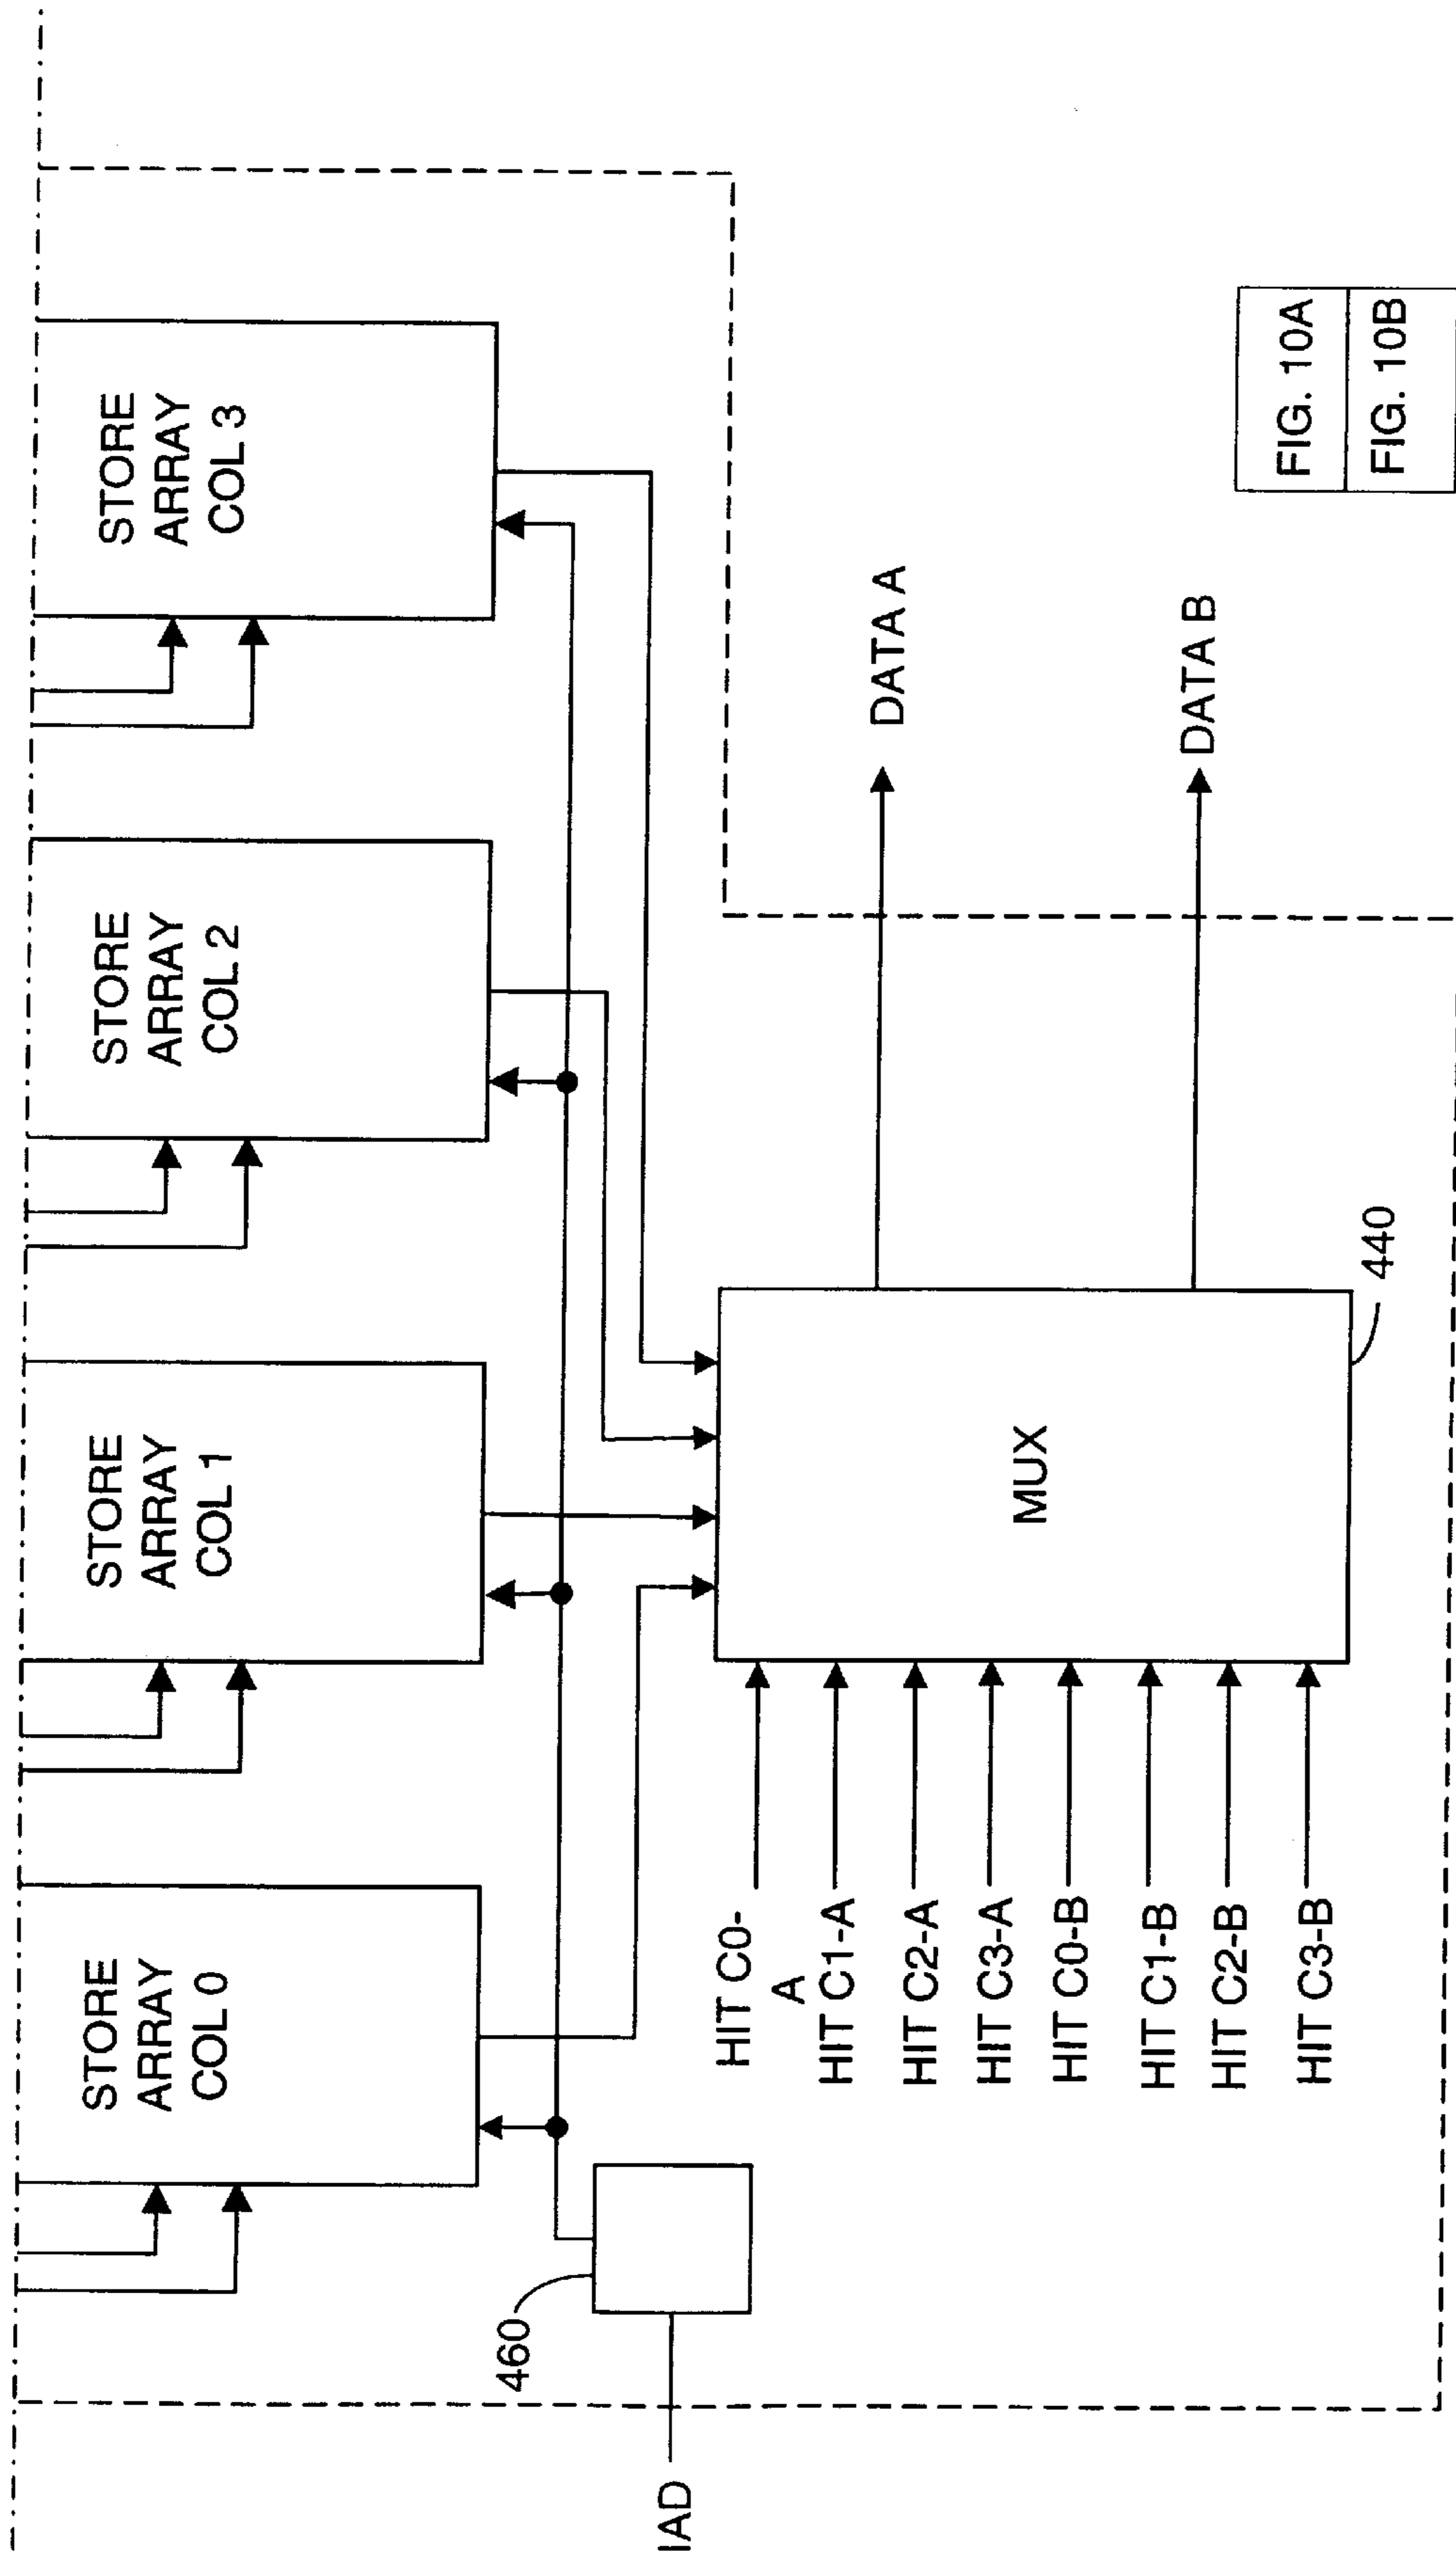 STORE
ARRAY
COL 0
STORE
ARRAY
COL 1
STORE
ARRAY
COL 2
STORE
ARRAY
COL 3
460
IAD
HIT C0-
A
HIT C1-A
HIT C2-A
HIT C3-A
HIT C0-B
HIT C1-B
HIT C2-B
HIT C3-B
MUX
440
DATA A
DATA B
FIG. 10A
FIG. 10B